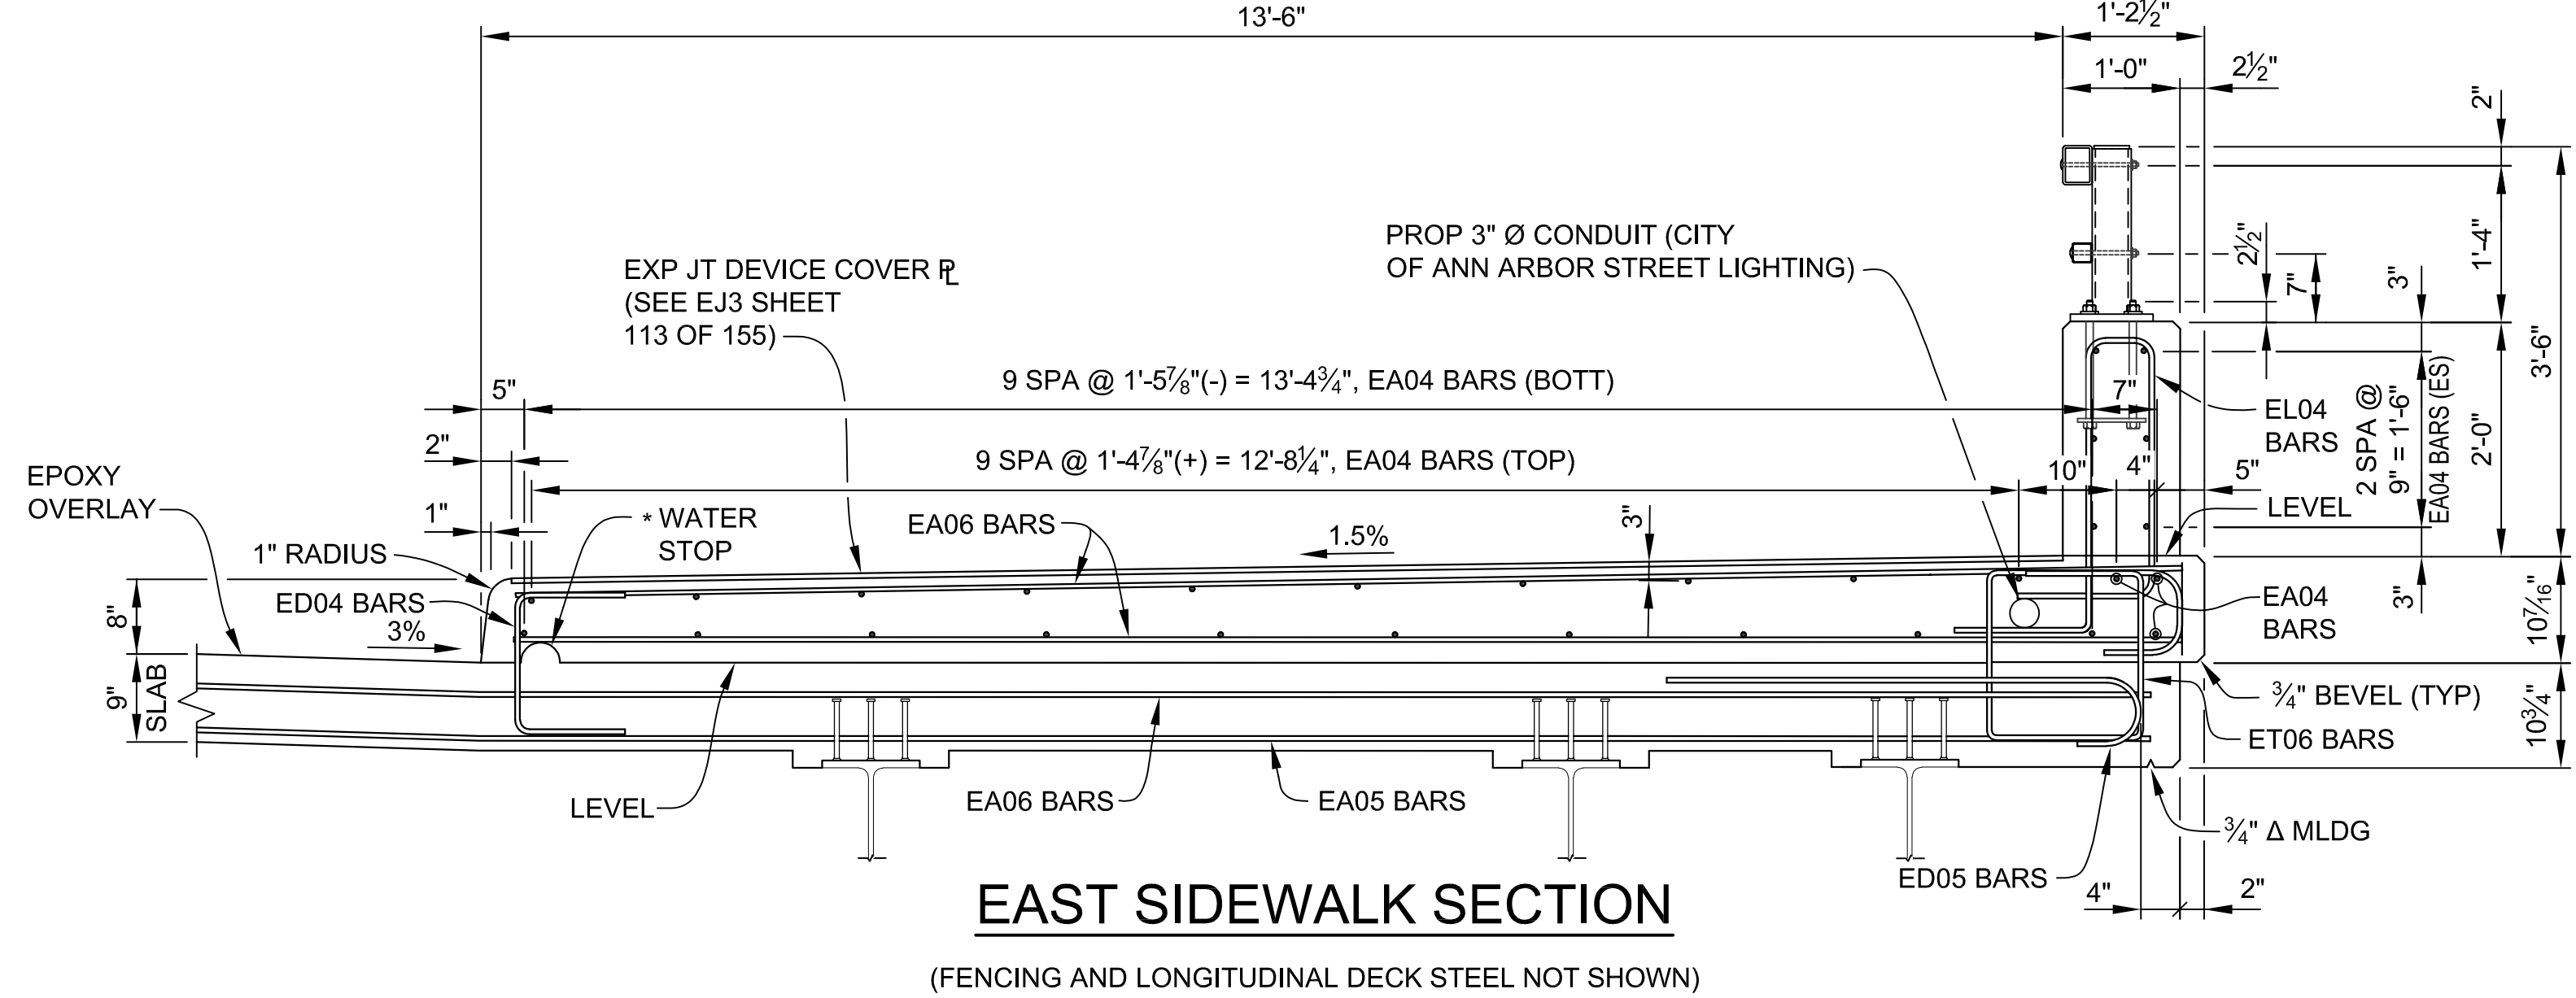 13'-6"
1'-2½"
1'-0"
2½"
2"
1'-4"
2½"
7"
3"
3'-6"
PROP 3" Ø CONDUIT (CITY
OF ANN ARBOR STREET LIGHTING)
EXP JT DEVICE COVER ℄
(SEE EJ3 SHEET
113 OF 155)
9 SPA @ 1'-5⅞"(-) = 13'-4¾", EA04 BARS (BOTT)
5"
7"
EL04
BARS
2 SPA @
9" = 1'-6"
EA04 BARS (ES)
2'-0"
2"
9 SPA @ 1'-4⅞"(+) = 12'-8¼", EA04 BARS (TOP)
10"
4"
5"
EPOXY
OVERLAY
1"
* WATER
STOP
EA06 BARS
1.5%
3"
LEVEL
1" RADIUS
ED04 BARS
3%
8"
9"
SLAB
EA04
BARS
3"
10⁷⁄₁₆"
10¾"
¾" BEVEL (TYP)
ET06 BARS
LEVEL
EA06 BARS
EA05 BARS
¾" Δ MLDG
ED05 BARS
4"
2"
EAST SIDEWALK SECTION
(FENCING AND LONGITUDINAL DECK STEEL NOT SHOWN)